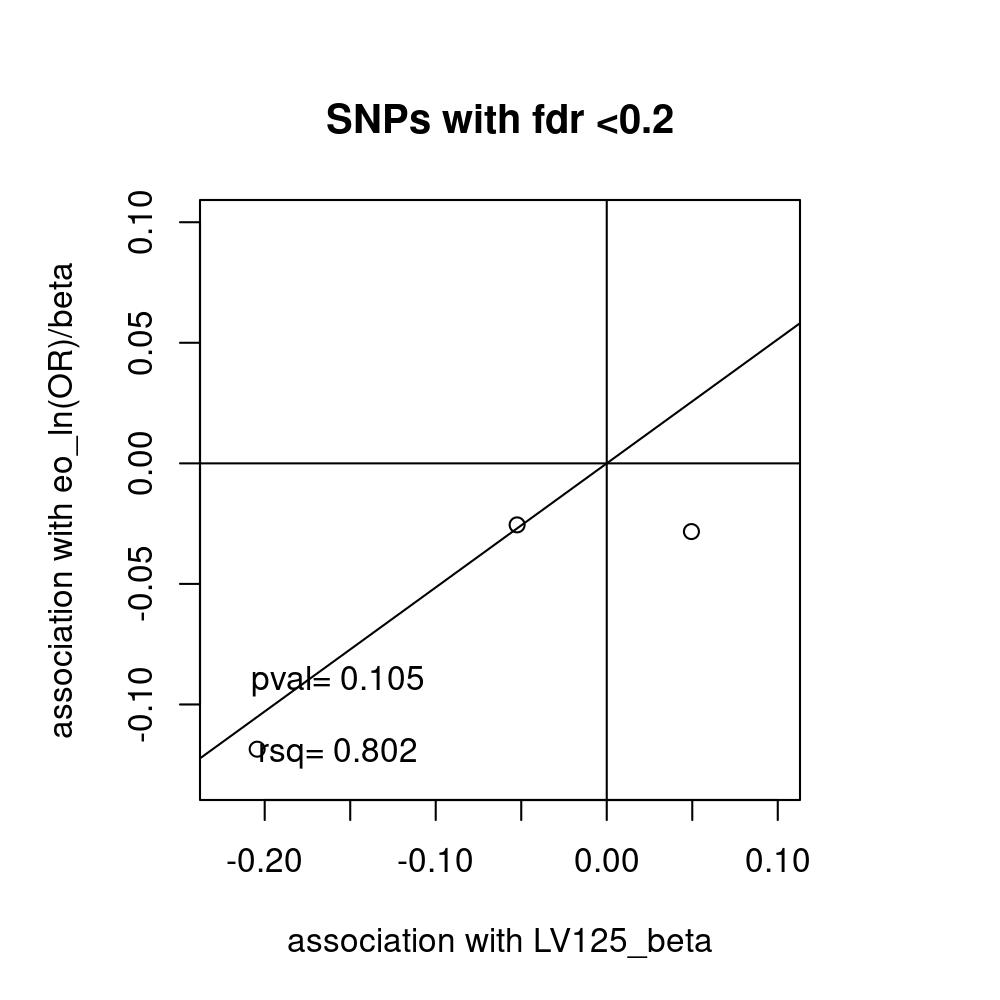 SNPs with fdr <0.2
association with eo_ln(OR)/beta
0.10
0.05
0.00
-0.05
-0.10
pval= 0.105
rsq= 0.802
-0.20
-0.10
0.00
0.10
association with LV125_beta